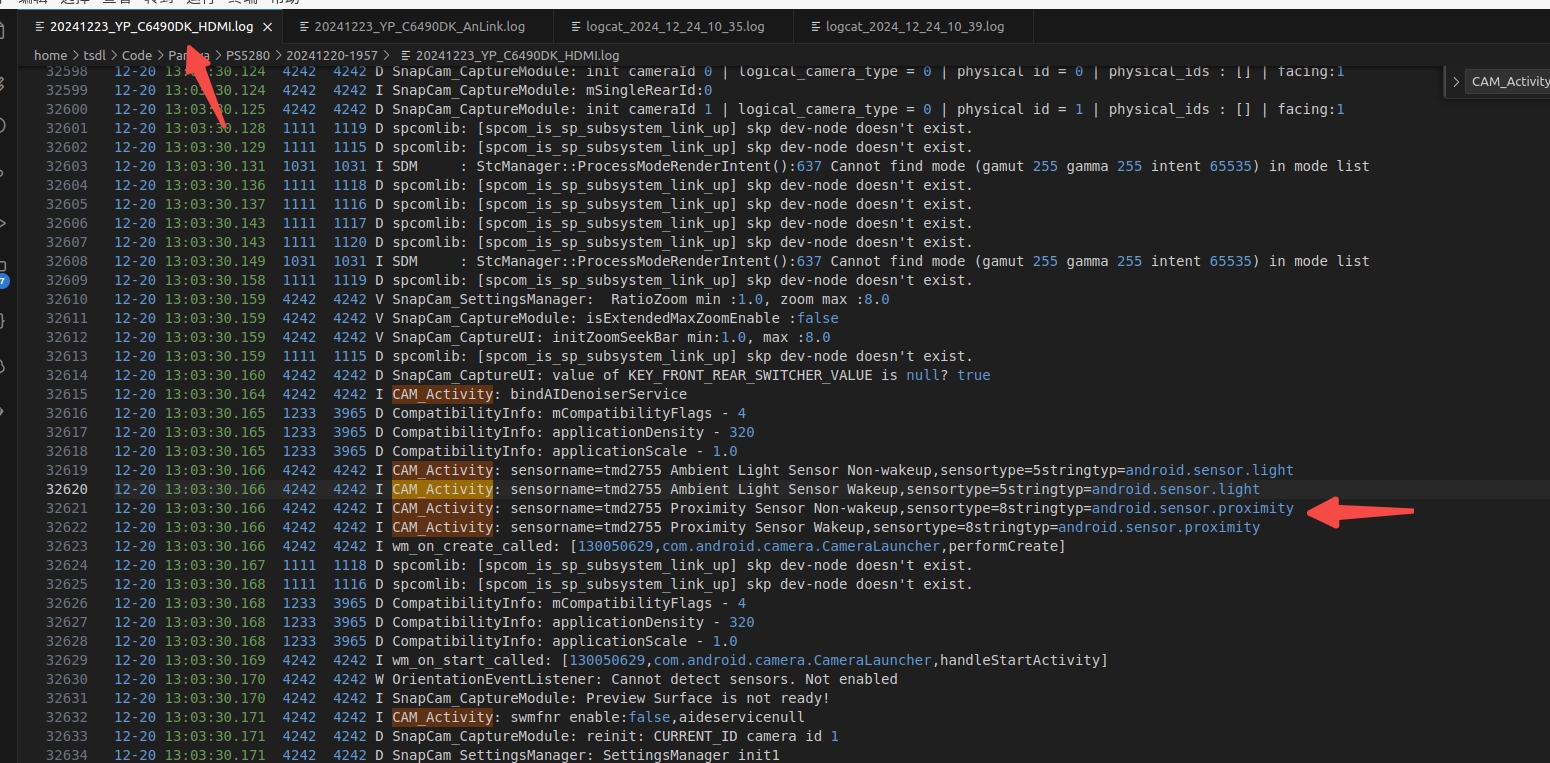 20241223_YP_C6490DK_HDMI.log × 20241223_YP_C6490DK_AnLink.log logcat_2024_12_24_10_35.log logcat_2024_12_24_10_39.log
home > tsdl > Code > > PS5280 > 20241220-1957 > 20241223_YP_C6490DK_HDMI.log
CAM_Activity
32598 12-20 13:03:30.124 4242 4242 D SnapCam_CaptureModule: init cameraId 0 | logical_camera_type = 0 | physical id = 0 | physical_ids : [] | facing:1
32599 12-20 13:03:30.124 4242 4242 I SnapCam_CaptureModule: mSingleRearId:0
32600 12-20 13:03:30.125 4242 4242 D SnapCam_CaptureModule: init cameraId 1 | logical_camera_type = 0 | physical id = 1 | physical_ids : [] | facing:1
32601 12-20 13:03:30.128 1111 1119 D spcomlib: [spcom_is_sp_subsystem_link_up] skp dev-node doesn't exist.
32602 12-20 13:03:30.129 1111 1115 D spcomlib: [spcom_is_sp_subsystem_link_up] skp dev-node doesn't exist.
32603 12-20 13:03:30.131 1031 1031 I SDM : StcManager::ProcessModeRenderIntent():637 Cannot find mode (gamut 255 gamma 255 intent 65535) in mode list
32604 12-20 13:03:30.136 1111 1118 D spcomlib: [spcom_is_sp_subsystem_link_up] skp dev-node doesn't exist.
32605 12-20 13:03:30.137 1111 1116 D spcomlib: [spcom_is_sp_subsystem_link_up] skp dev-node doesn't exist.
32606 12-20 13:03:30.143 1111 1117 D spcomlib: [spcom_is_sp_subsystem_link_up] skp dev-node doesn't exist.
32607 12-20 13:03:30.143 1111 1120 D spcomlib: [spcom_is_sp_subsystem_link_up] skp dev-node doesn't exist.
32608 12-20 13:03:30.149 1031 1031 I SDM : StcManager::ProcessModeRenderIntent():637 Cannot find mode (gamut 255 gamma 255 intent 65535) in mode list
32609 12-20 13:03:30.158 1111 1119 D spcomlib: [spcom_is_sp_subsystem_link_up] skp dev-node doesn't exist.
32610 12-20 13:03:30.159 4242 4242 V SnapCam_SettingsManager: RatioZoom min :1.0, zoom max :8.0
32611 12-20 13:03:30.159 4242 4242 V SnapCam_CaptureModule: isExtendedMaxZoomEnable :false
32612 12-20 13:03:30.159 4242 4242 V SnapCam_CaptureUI: initZoomSeekBar min:1.0, max :8.0
32613 12-20 13:03:30.159 1111 1115 D spcomlib: [spcom_is_sp_subsystem_link_up] skp dev-node doesn't exist.
32614 12-20 13:03:30.160 4242 4242 D SnapCam_CaptureUI: value of KEY_FRONT_REAR_SWITCHER_VALUE is null? true
32615 12-20 13:03:30.164 4242 4242 I CAM_Activity: bindAIDenoiserService
32616 12-20 13:03:30.165 1233 3965 D CompatibilityInfo: mCompatibilityFlags - 4
32617 12-20 13:03:30.165 1233 3965 D CompatibilityInfo: applicationDensity - 320
32618 12-20 13:03:30.165 1233 3965 D CompatibilityInfo: applicationScale - 1.0
32619 12-20 13:03:30.166 4242 4242 I CAM_Activity: sensorname=tmd2755 Ambient Light Sensor Non-wakeup,sensortype=5stringtyp=android.sensor.light
32620 12-20 13:03:30.166 4242 4242 I CAM_Activity: sensorname=tmd2755 Ambient Light Sensor Wakeup,sensortype=5stringtyp=android.sensor.light
32621 12-20 13:03:30.166 4242 4242 I CAM_Activity: sensorname=tmd2755 Proximity Sensor Non-wakeup,sensortype=8stringtyp=android.sensor.proximity
32622 12-20 13:03:30.166 4242 4242 I CAM_Activity: sensorname=tmd2755 Proximity Sensor Wakeup,sensortype=8stringtyp=android.sensor.proximity
32623 12-20 13:03:30.166 4242 4242 I wm_on_create_called: [130050629,com.android.camera.CameraLauncher,performCreate]
32624 12-20 13:03:30.167 1111 1118 D spcomlib: [spcom_is_sp_subsystem_link_up] skp dev-node doesn't exist.
32625 12-20 13:03:30.168 1111 1116 D spcomlib: [spcom_is_sp_subsystem_link_up] skp dev-node doesn't exist.
32626 12-20 13:03:30.168 1233 3965 D CompatibilityInfo: mCompatibilityFlags - 4
32627 12-20 13:03:30.168 1233 3965 D CompatibilityInfo: applicationDensity - 320
32628 12-20 13:03:30.168 1233 3965 D CompatibilityInfo: applicationScale - 1.0
32629 12-20 13:03:30.169 4242 4242 I wm_on_start_called: [130050629,com.android.camera.CameraLauncher,handleStartActivity]
32630 12-20 13:03:30.170 4242 4242 W OrientationEventListener: Cannot detect sensors. Not enabled
32631 12-20 13:03:30.170 4242 4242 I SnapCam_CaptureModule: Preview Surface is not ready!
32632 12-20 13:03:30.171 4242 4242 I CAM_Activity: swmfnr enable:false,aideservicenull
32633 12-20 13:03:30.171 4242 4242 D SnapCam_CaptureModule: reinit: CURRENT_ID camera id 1
32634 12-20 13:03:30.171 4242 4242 D SnapCam_SettingsManager: SettingsManager init1